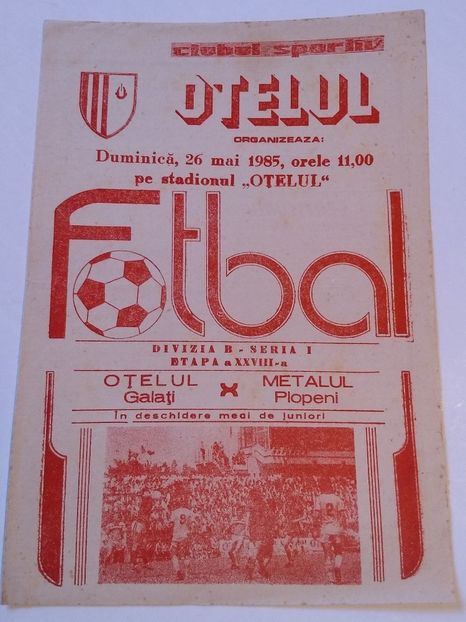 clubul sportiv
OȚELUL
ORGANIZEAZA:
Duminică, 26 mai 1985, orele 11,00
pe stadionul „OȚELUL“
Fotbal
DIVIZIA B - SERIA I
ETAPA a XXVIII-a
OȚELUL x METALUL
Galați Plopeni
În deschidere meci de juniori